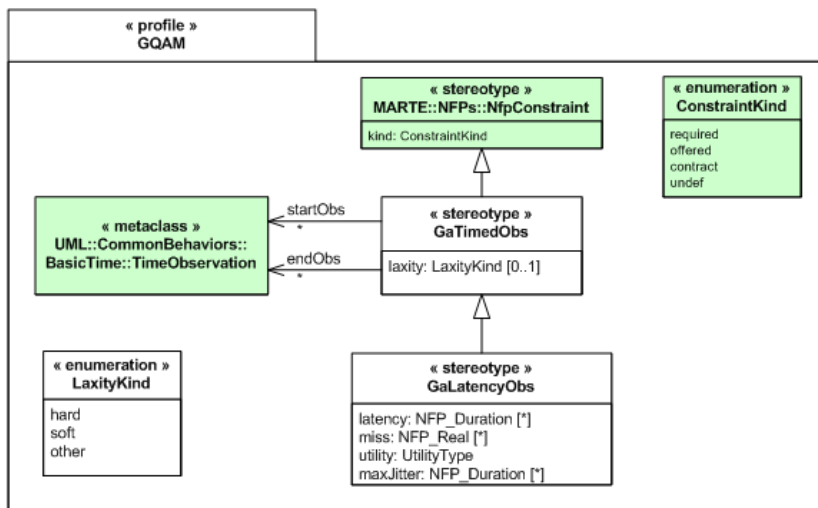 « profile »
GQAM
« stereotype »
MARTE::NFPs::NfpConstraint
kind: ConstraintKind
« enumeration »
ConstraintKind
required
offered
contract
undef
« metaclass »
UML::CommonBehaviors::
BasicTime::TimeObservation
startObs
*
endObs
*
« stereotype »
GaTimedObs
laxity: LaxityKind [0..1]
« enumeration »
LaxityKind
hard
soft
other
« stereotype »
GaLatencyObs
latency: NFP_Duration [*]
miss: NFP_Real [*]
utility: UtilityType
maxJitter: NFP_Duration [*]